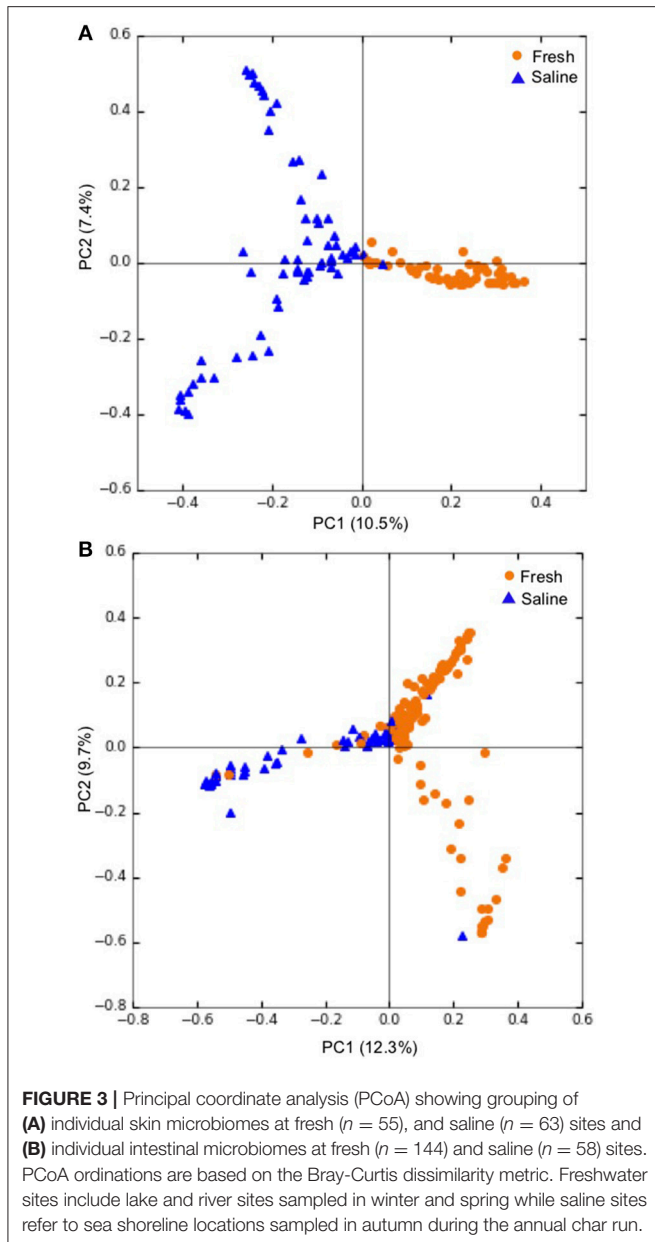 A
Fresh
Saline
PC2 (7.4%)
0.6
0.4
0.2
0.0
−0.2
−0.4
−0.6
−0.4
−0.2
0.0
0.2
0.4
PC1 (10.5%)
B
Fresh
Saline
PC2 (9.7%)
0.6
0.4
0.2
0.0
−0.2
−0.4
−0.6
−0.8
−0.8
−0.6
−0.4
−0.2
0.0
0.2
0.4
0.6
PC1 (12.3%)
FIGURE 3 | Principal coordinate analysis (PCoA) showing grouping of
(A) individual skin microbiomes at fresh (n = 55), and saline (n = 63) sites and
(B) individual intestinal microbiomes at fresh (n = 144) and saline (n = 58) sites.
PCoA ordinations are based on the Bray-Curtis dissimilarity metric. Freshwater
sites include lake and river sites sampled in winter and spring while saline sites
refer to sea shoreline locations sampled in autumn during the annual char run.